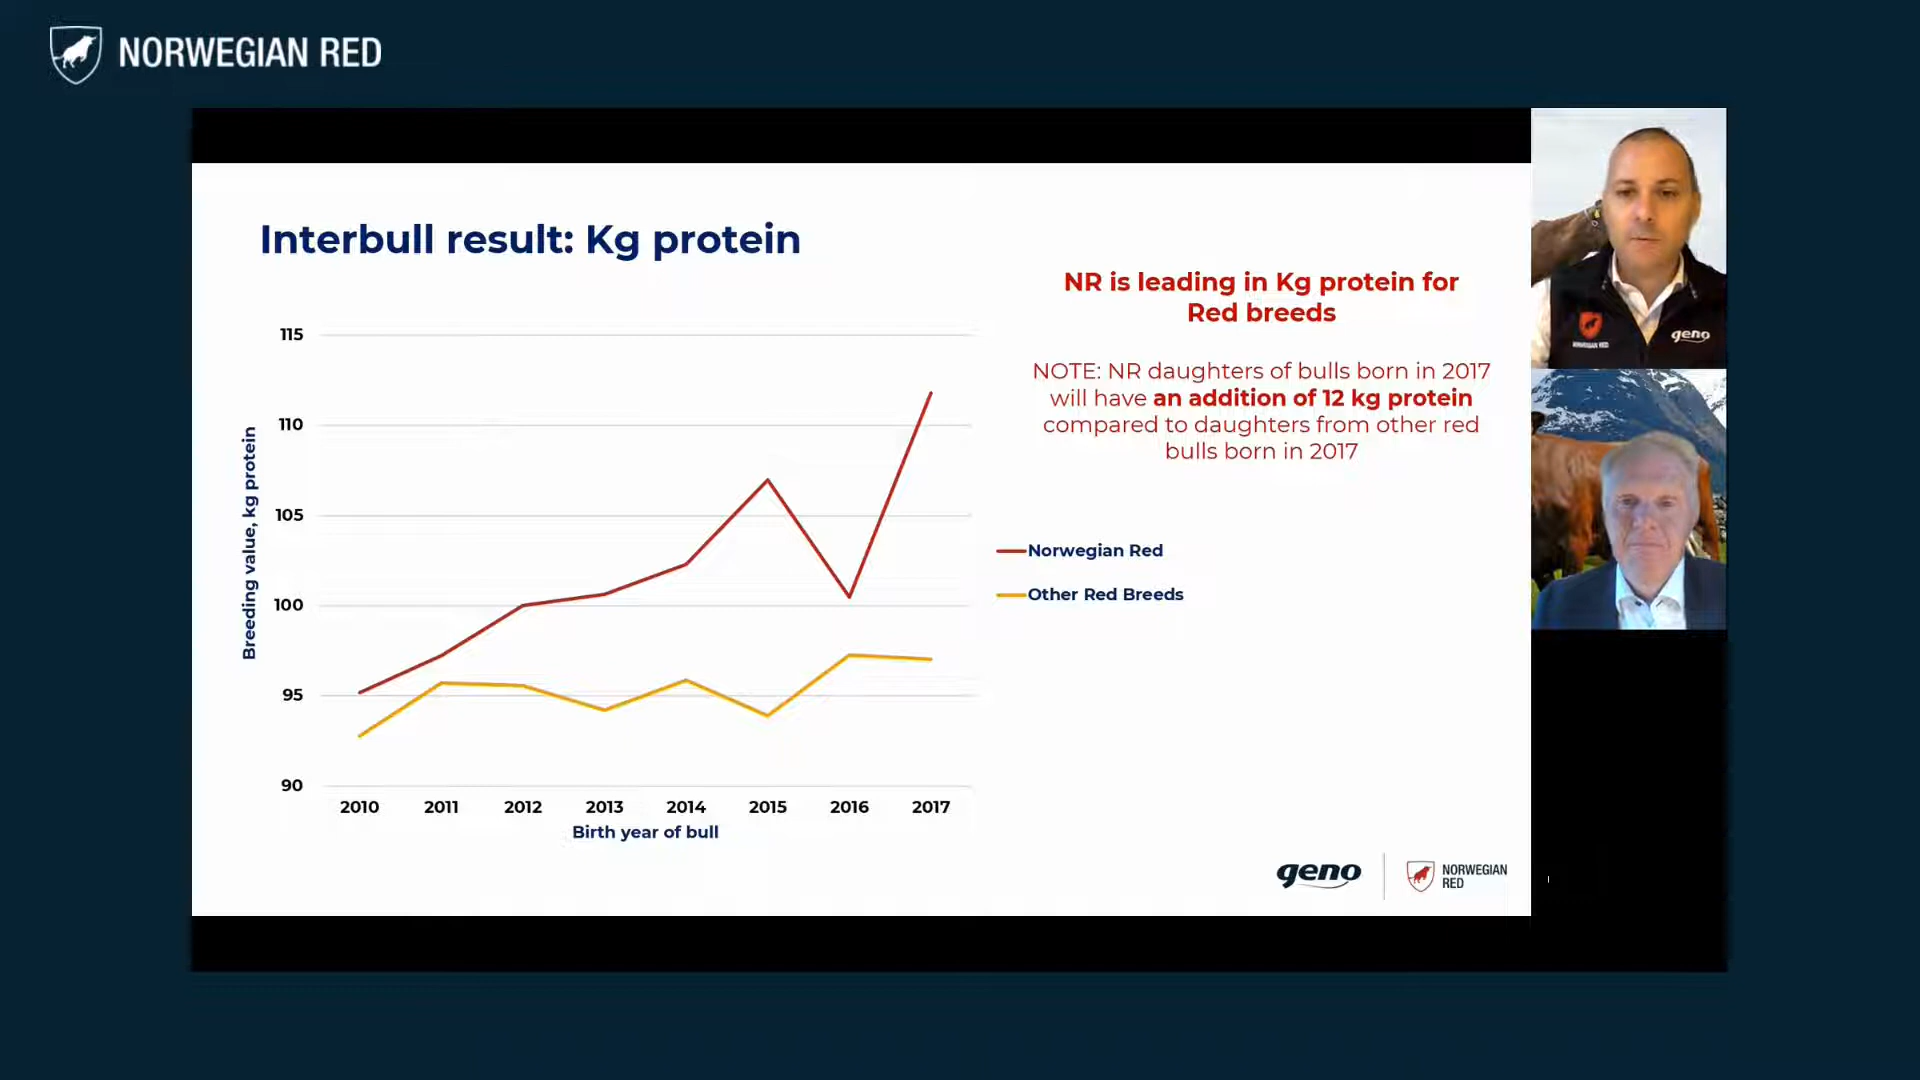 NORWEGIAN RED
Interbull result: Kg protein
NR is leading in Kg protein for
Red breeds
NOTE: NR daughters of bulls born in 2017
will have an addition of 12 kg protein
compared to daughters from other red
bulls born in 2017
Breeding value, kg protein
115
110
105
100
95
90
2010 2011 2012 2013 2014 2015 2016 2017
Birth year of bull
Norwegian Red
Other Red Breeds
geno
NORWEGIAN
RED
NORWEGIAN RED
geno